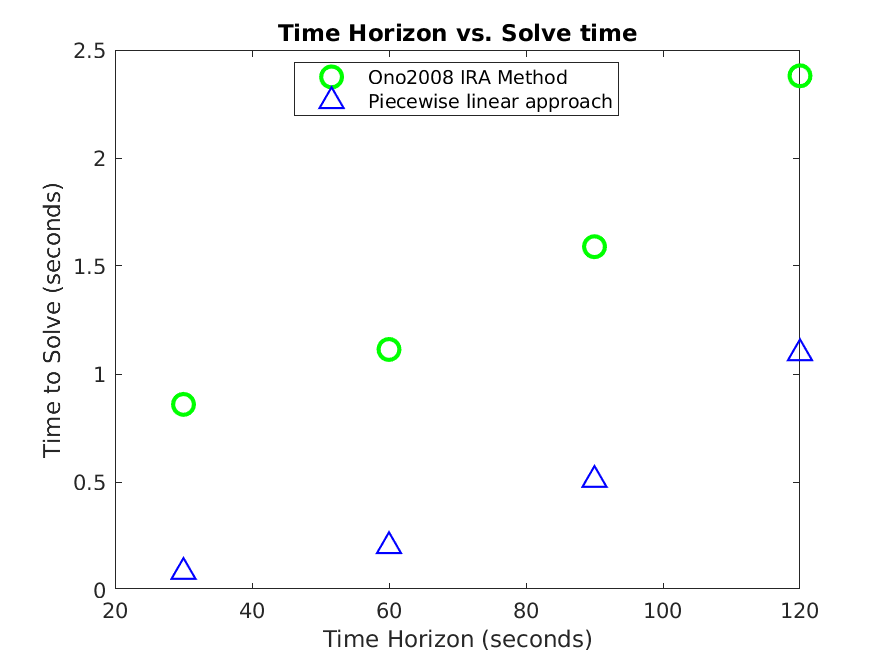 Time Horizon vs. Solve time
Ono2008 IRA Method
Piecewise linear approach
Time to Solve (seconds)
2.5
2
1.5
1
0.5
0
20 40 60 80 100 120
Time Horizon (seconds)